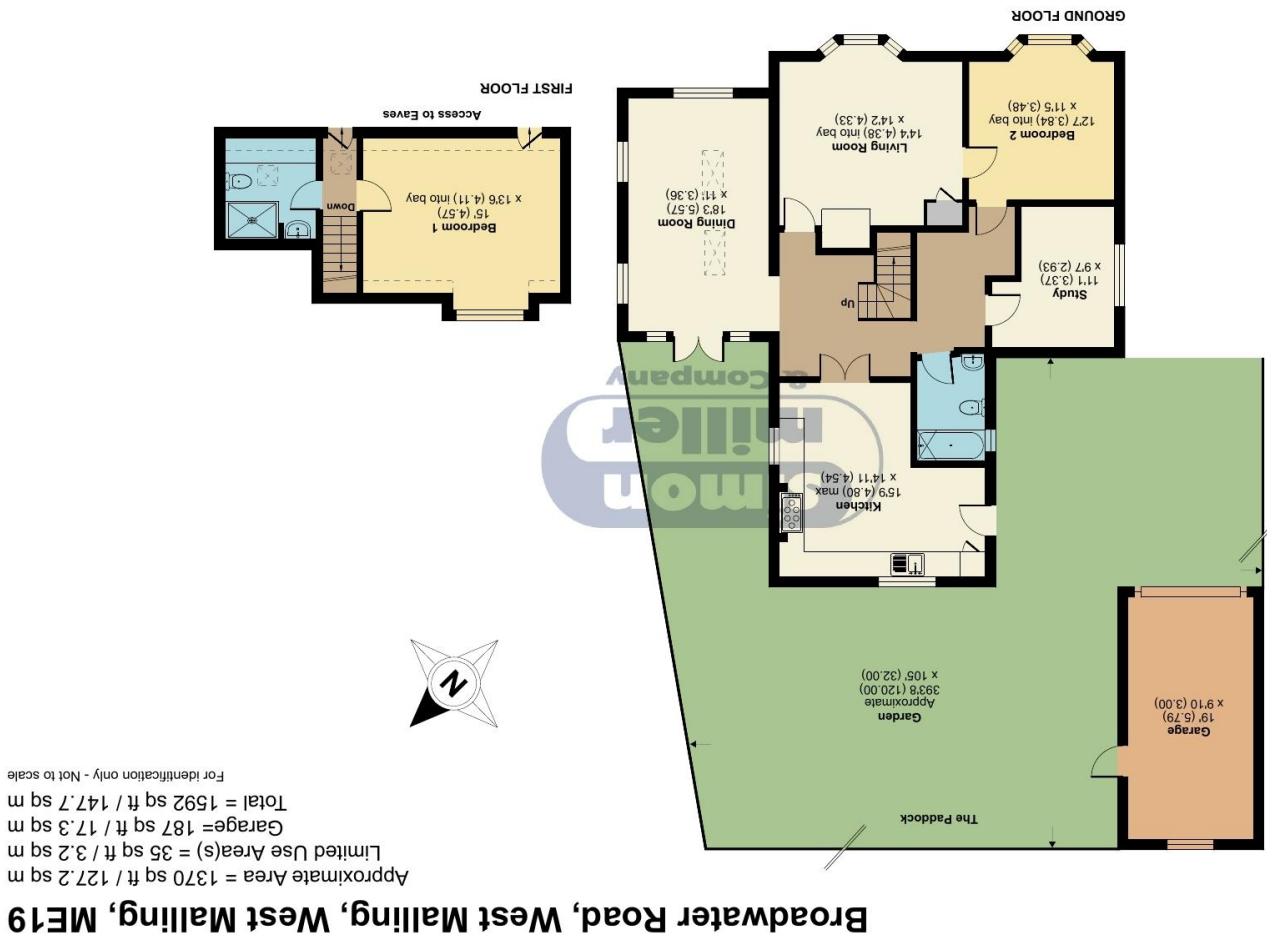 Broadwater Road, West Malling, West Malling, ME19
Approximate Area = 1370 sq ft / 127.2 sq m
Limited Use Area(s) = 35 sq ft / 3.2 sq m
Garage= 187 sq ft / 17.3 sq m
Total = 1592 sq ft / 147.7 sq m
For identification only - Not to scale
The Paddock
Garage
19' (5.79)
x 9'10 (3.00)
Garden
Approximate
393'8 (120.00)
x 105' (32.00)
N
Kitchen
15'9 (4.80) max
x 14'11 (4.54)
simon
miller
& Company
Up
Study
11'1 (3.37)
x 9'7 (2.93)
Dining Room
18'3 (5.57)
x 11' (3.36)
Living Room
14'4 (4.38) into bay
x 14'2 (4.33)
Bedroom 2
12'7 (3.84) into bay
x 11'5 (3.48)
GROUND FLOOR
Bedroom 1
15' (4.57)
x 13'6 (4.11) into bay
Down
Access to Eaves
FIRST FLOOR